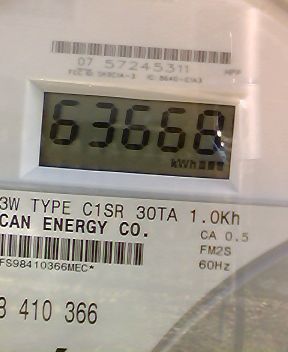 07 57245311
63668
kWh
3W TYPE C1SR 30TA 1.0Kh
CAN ENERGY CO.
CA 0.5
FM2S
60Hz
FS98410366MEC*
8 410 366